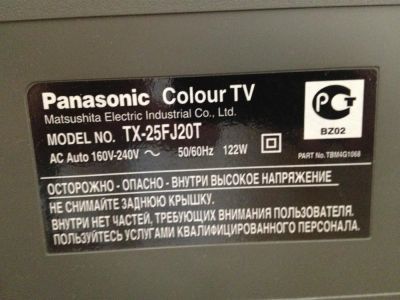 Panasonic Colour TV
Matsushita Electric Industrial Co., Ltd.
MODEL NO. TX-25FJ20T
AC Auto 160V-240V ~ 50/60Hz 122W
PCT
BZ02
PART No.TBM4G1068
ОСТОРОЖНО - ОПАСНО - ВНУТРИ ВЫСОКОЕ НАПРЯЖЕНИЕ
НЕ СНИМАЙТЕ ЗАДНЮЮ КРЫШКУ.
ВНУТРИ НЕТ ЧАСТЕЙ, ТРЕБУЮЩИХ ВНИМАНИЯ ПОЛЬЗОВАТЕЛЯ.
ПОЛЬЗУЙТЕСЬ УСЛУГАМИ КВАЛИФИЦИРОВАННОГО ПЕРСОНАЛА.